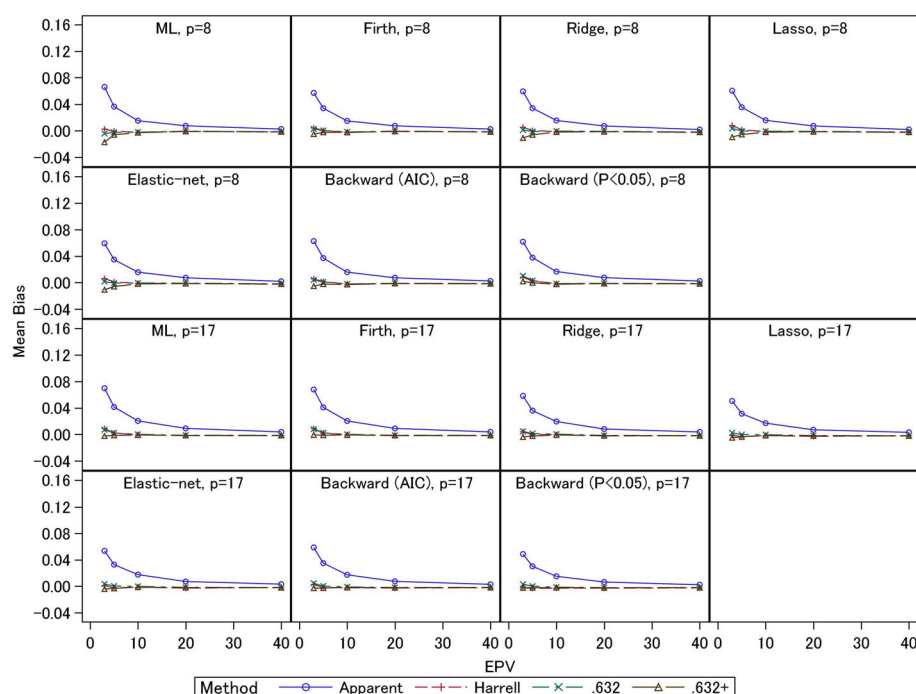 ML, p=8
Firth, p=8
Ridge, p=8
Lasso, p=8
0.16
0.12
0.08
0.04
0.00
−0.04
Elastic-net, p=8
Backward (AIC), p=8
Backward (P<0.05), p=8
0.16
0.12
0.08
0.04
0.00
−0.04
Mean Bias
ML, p=17
Firth, p=17
Ridge, p=17
Lasso, p=17
0.16
0.12
0.08
0.04
0.00
−0.04
Elastic-net, p=17
Backward (AIC), p=17
Backward (P<0.05), p=17
0.16
0.12
0.08
0.04
0.00
−0.04
0 10 20 30 40 0 10 20 30 40 0 10 20 30 40 0 10 20 30 40
EPV
Method Apparent Harrell .632 .632+